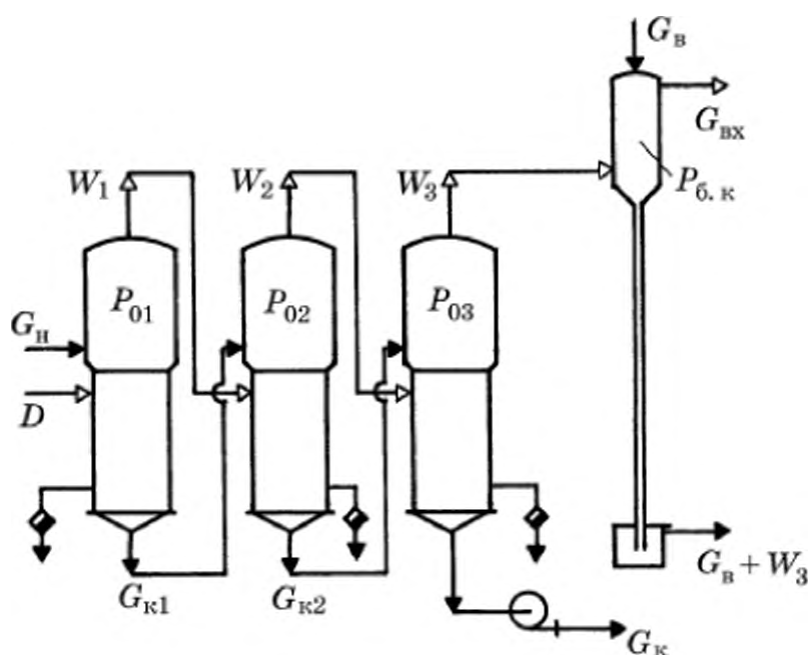 G_в
G_вх
W_1
W_2
W_3
P_б. к
P_01
P_02
P_03
G_н
D
G_к1
G_к2
G_в + W_3
G_к